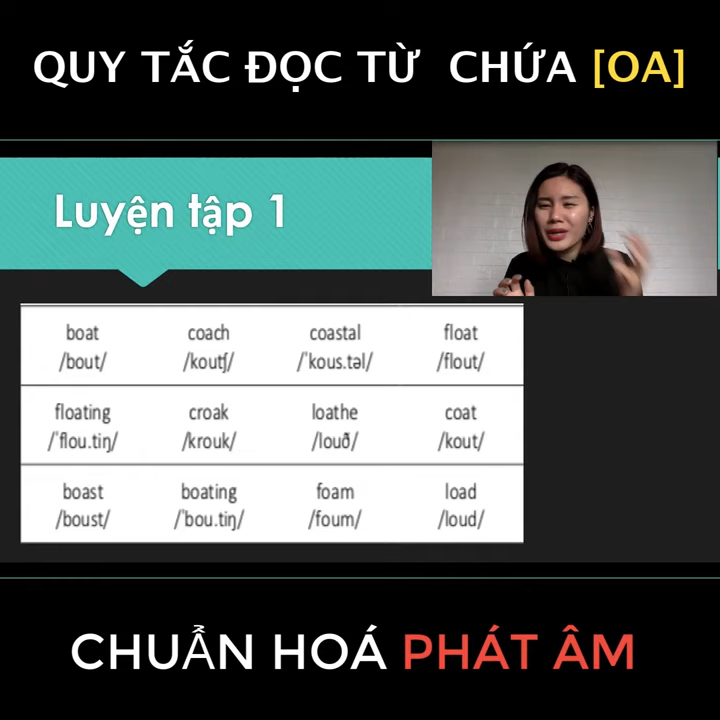 QUY TẮC ĐỌC TỪ CHỨA [OA]
Luyện tập 1
boat coach coastal float
/bout/ /koutʃ/ /ˈkous.təl/ /flout/
floating croak loathe coat
/ˈflou.tiŋ/ /krouk/ /louð/ /kout/
boast boating foam load
/boust/ /ˈbou.tiŋ/ /foum/ /loud/
CHUẨN HOÁ PHÁT ÂM